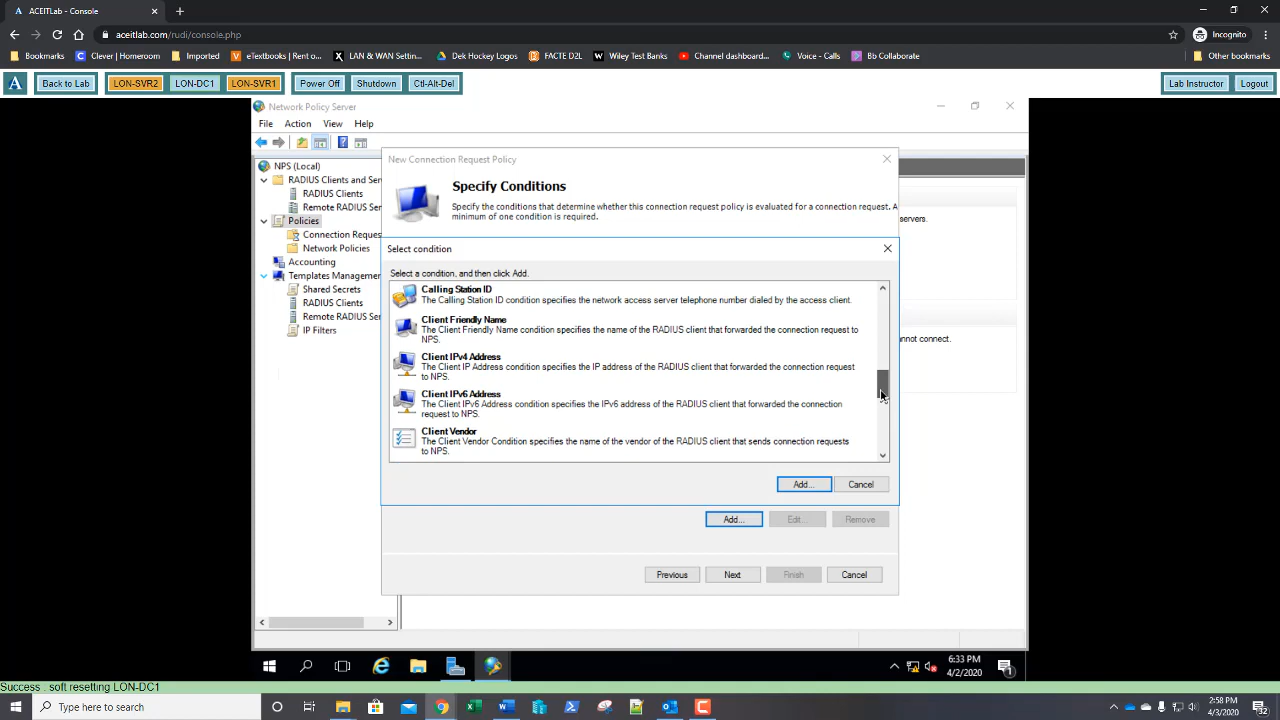 ACEITLab - Console
aceitlab.com/rudi/console.php
Incognito
Bookmarks
Clever | Homeroom
Imported
eTextbooks | Rent o...
LAN & WAN Settin...
Dek Hockey Logos
FACTE D2L
Wiley Test Banks
Channel dashboard...
Voice - Calls
Bb Collaborate
Other bookmarks
A
Back to Lab
LON-SVR2
LON-DC1
LON-SVR1
Power Off
Shutdown
Ctl-Alt-Del
Lab Instructor
Logout
Network Policy Server
File
Action
View
Help
NPS (Local)
RADIUS Clients and Ser
RADIUS Clients
Remote RADIUS Ser
Policies
Connection Reques
Network Policies
Accounting
Templates Managemer
Shared Secrets
RADIUS Clients
Remote RADIUS Ser
IP Filters
servers.
nnot connect.
New Connection Request Policy
Specify Conditions
Specify the conditions that determine whether this connection request policy is evaluated for a connection request. A
minimum of one condition is required.
Select condition
Select a condition, and then click Add.
Calling Station ID
The Calling Station ID condition specifies the network access server telephone number dialed by the access client.
Client Friendly Name
The Client Friendly Name condition specifies the name of the RADIUS client that forwarded the connection request to
NPS.
Client IPv4 Address
The Client IP Address condition specifies the IP address of the RADIUS client that forwarded the connection request
to NPS.
Client IPv6 Address
The Client IPv6 Address condition specifies the IPv6 address of the RADIUS client that forwarded the connection
request to NPS.
Client Vendor
The Client Vendor Condition specifies the name of the vendor of the RADIUS client that sends connection requests
to NPS.
Add...
Cancel
Add...
Edit...
Remove
Previous
Next
Finish
Cancel
6:33 PM
4/2/2020
Success , soft resetting LON-DC1
Type here to search
2:58 PM
4/3/2020